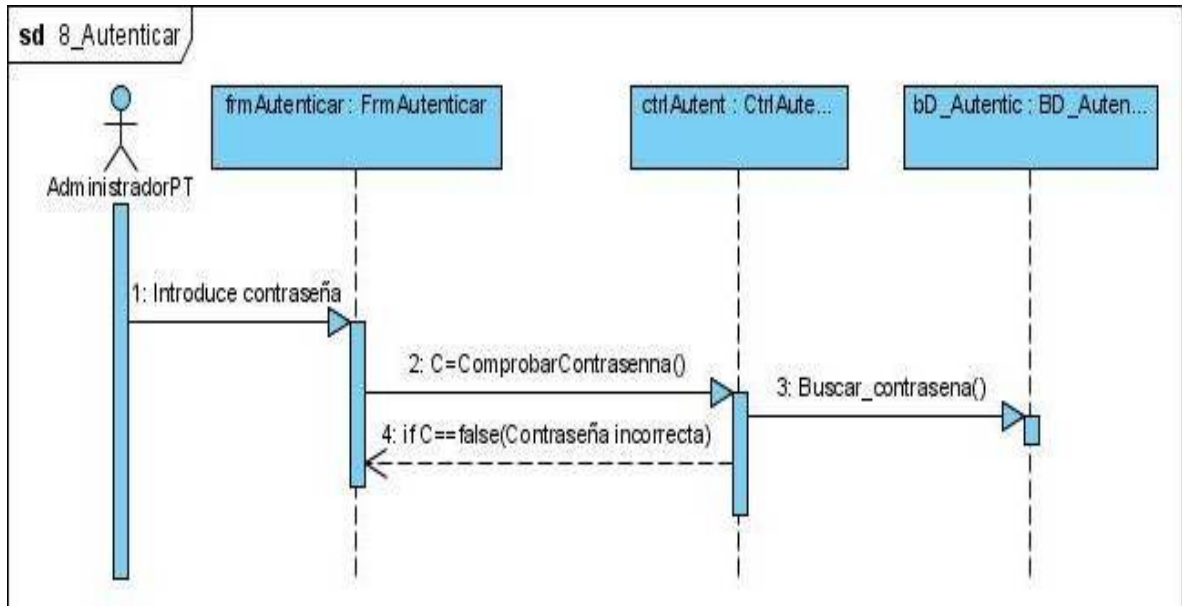 sd 8_Autenticar
frmAutenticar : FrmAutenticar
ctrlAutent : CtrlAute...
bD_Autentic : BD_Auten...
AdministradorPT
1: Introduce contraseña
2: C=ComprobarContrasenna()
3: Buscar_contrasena()
4: if C==false(Contraseña incorrecta)